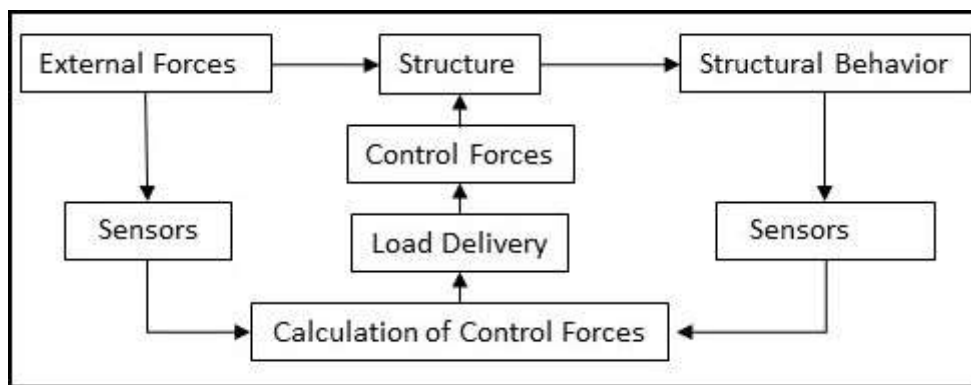 External Forces
Structure
Structural Behavior
Control Forces
Sensors
Load Delivery
Sensors
Calculation of Control Forces